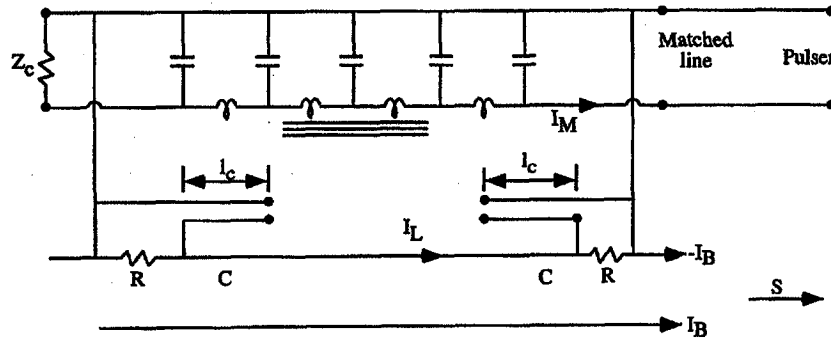 Z_c
Matched
line
Pulser
I_M
l_c
l_c
I_L
-I_B
R
C
C
R
S
I_B